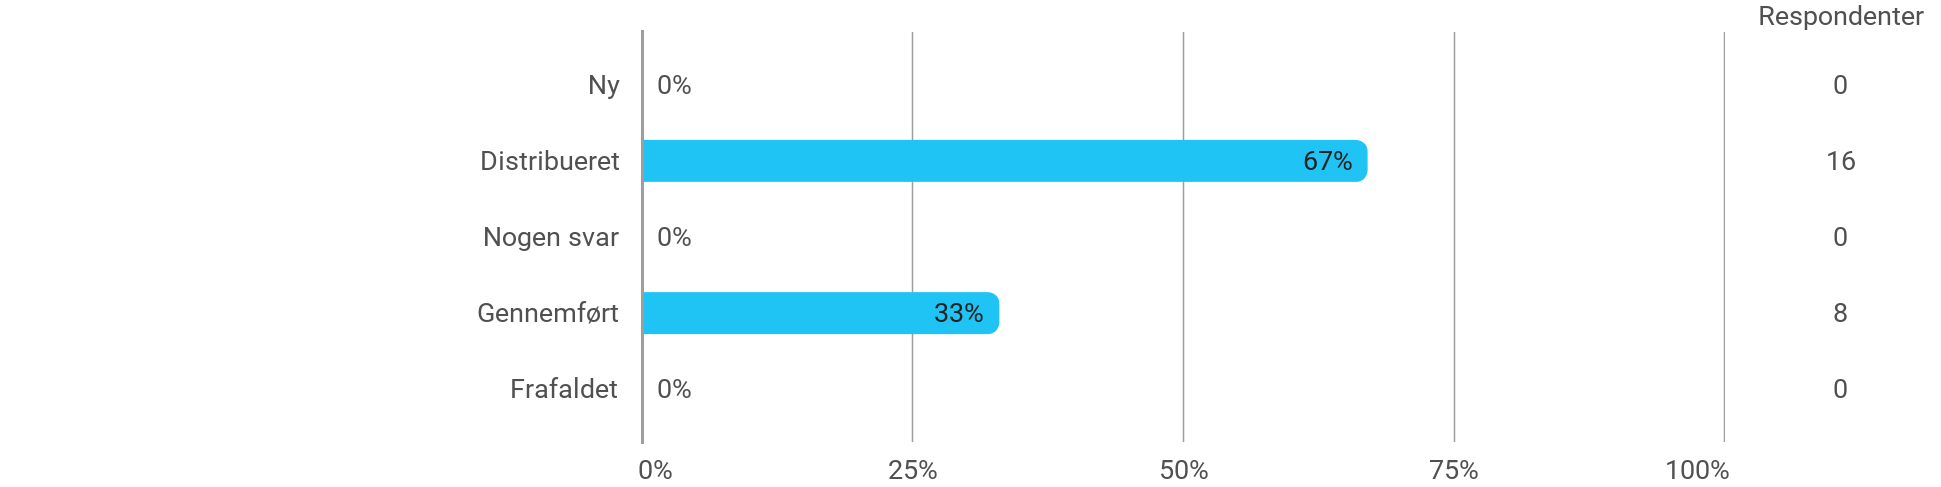 Respondenter
Ny 0% 0
Distribueret 67% 16
Nogen svar 0% 0
Gennemført 33% 8
Frafaldet 0% 0
0% 25% 50% 75% 100%